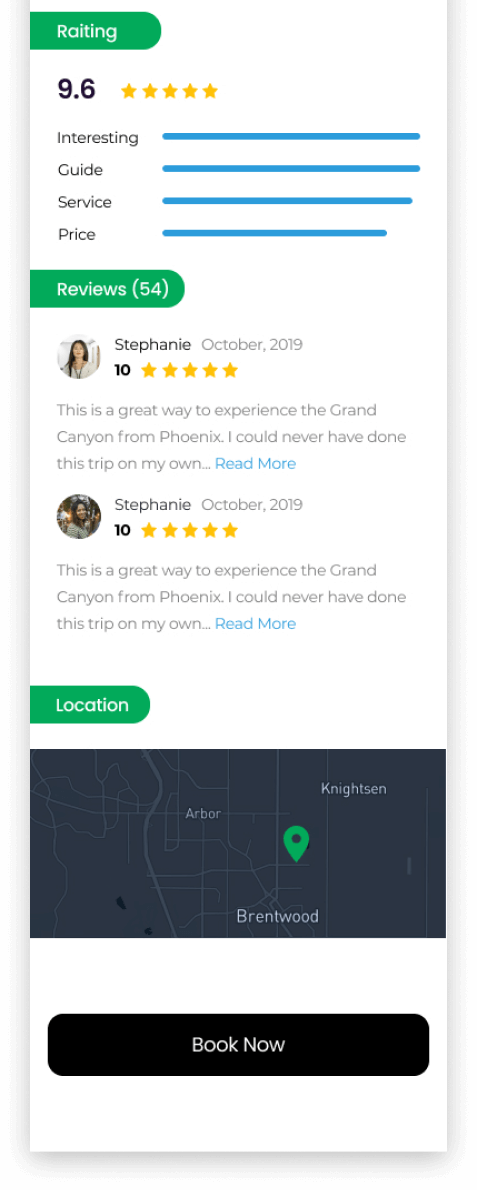 Raiting
9.6
Interesting
Guide
Service
Price
Reviews (54)
Stephanie October, 2019
10
This is a great way to experience the Grand
Canyon from Phoenix. I could never have done
this trip on my own... Read More
Stephanie October, 2019
10
This is a great way to experience the Grand
Canyon from Phoenix. I could never have done
this trip on my own... Read More
Location
Knightsen
Arbor
Brentwood
Book Now